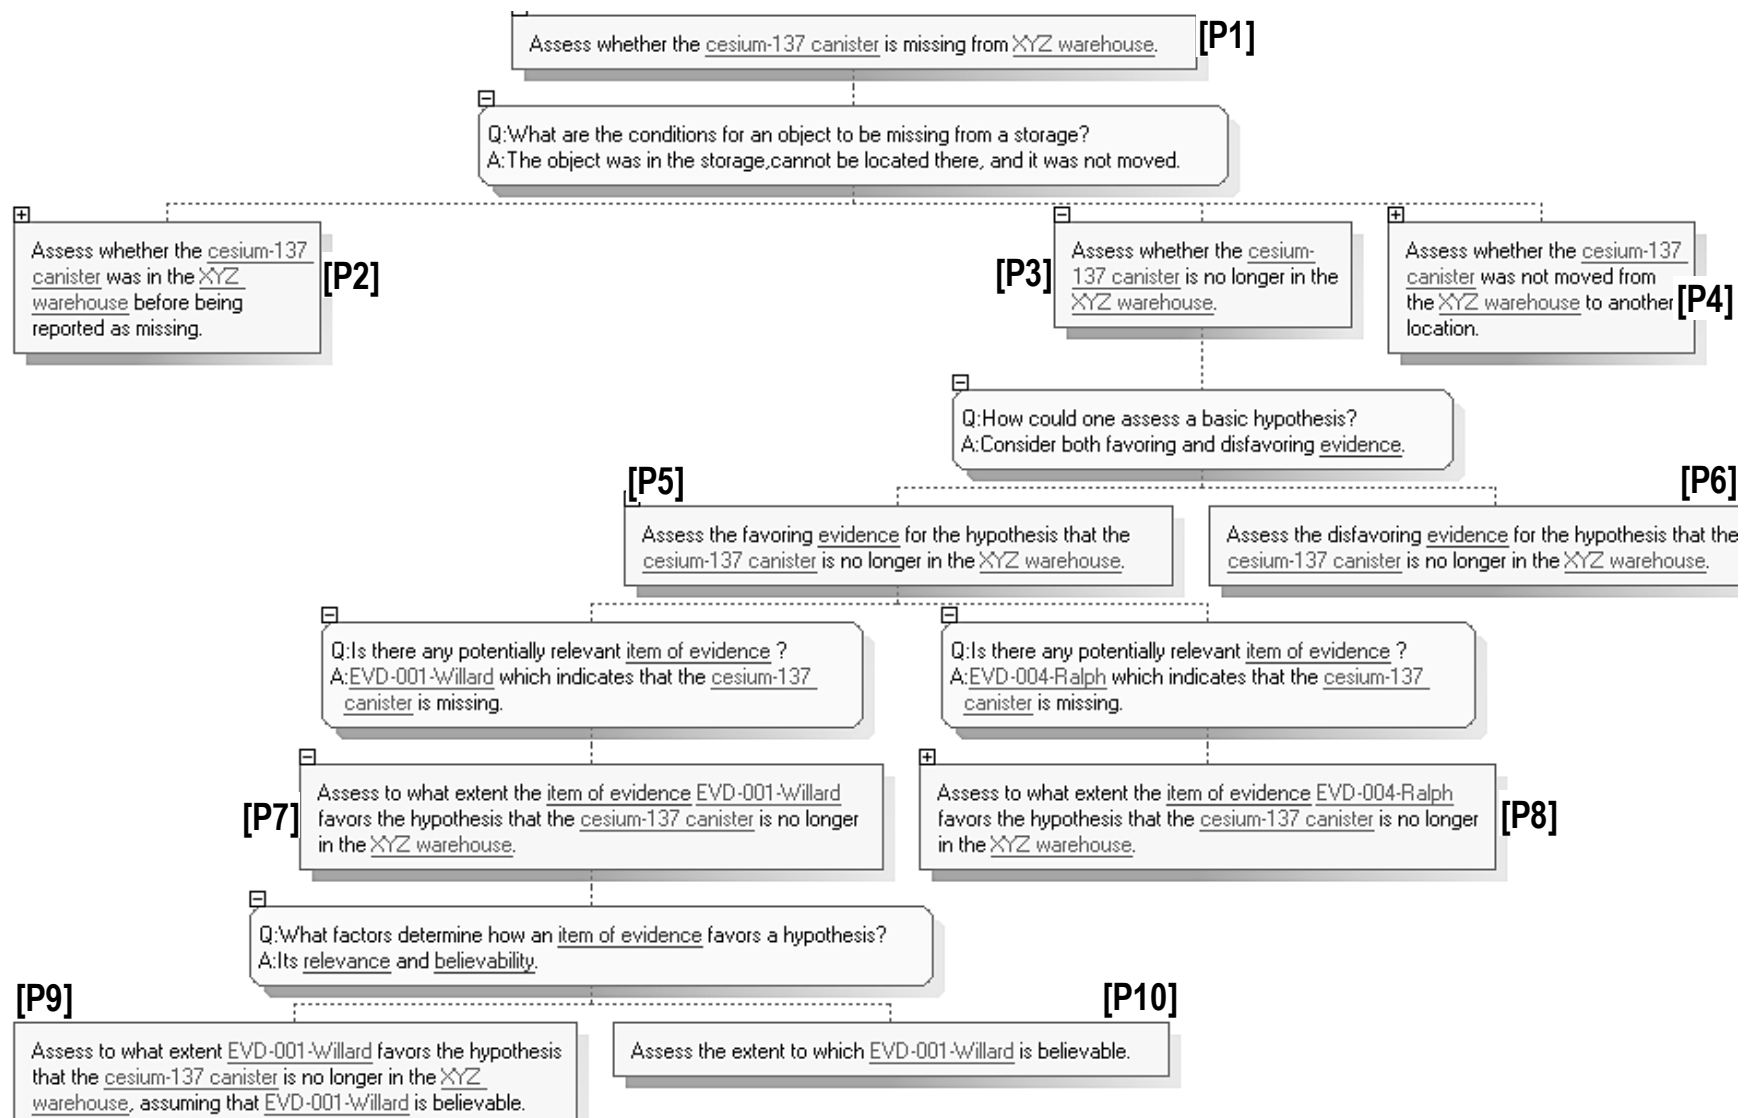 Assess whether the cesium-137 canister is missing from XYZ warehouse.
[P1]
Q:What are the conditions for an object to be missing from a storage?
A:The object was in the storage,cannot be located there, and it was not moved.
Assess whether the cesium-137
canister was in the XYZ
warehouse before being
reported as missing.
[P2]
[P3]
Assess whether the cesium-
137 canister is no longer in the
XYZ warehouse.
Assess whether the cesium-137
canister was not moved from
the XYZ warehouse to another
location.
[P4]
Q:How could one assess a basic hypothesis?
A:Consider both favoring and disfavoring evidence.
[P5]
Assess the favoring evidence for the hypothesis that the
cesium-137 canister is no longer in the XYZ warehouse.
[P6]
Assess the disfavoring evidence for the hypothesis that the
cesium-137 canister is no longer in the XYZ warehouse.
Q:Is there any potentially relevant item of evidence ?
A:EVD-001-Willard which indicates that the cesium-137
canister is missing.
Q:Is there any potentially relevant item of evidence ?
A:EVD-004-Ralph which indicates that the cesium-137
canister is missing.
[P7]
Assess to what extent the item of evidence EVD-001-Willard
favors the hypothesis that the cesium-137 canister is no longer
in the XYZ warehouse.
Assess to what extent the item of evidence EVD-004-Ralph
favors the hypothesis that the cesium-137 canister is no longer
in the XYZ warehouse.
[P8]
Q:What factors determine how an item of evidence favors a hypothesis?
A:Its relevance and believability.
[P9]
Assess to what extent EVD-001-Willard favors the hypothesis
that the cesium-137 canister is no longer in the XYZ
warehouse, assuming that EVD-001-Willard is believable.
[P10]
Assess the extent to which EVD-001-Willard is believable.